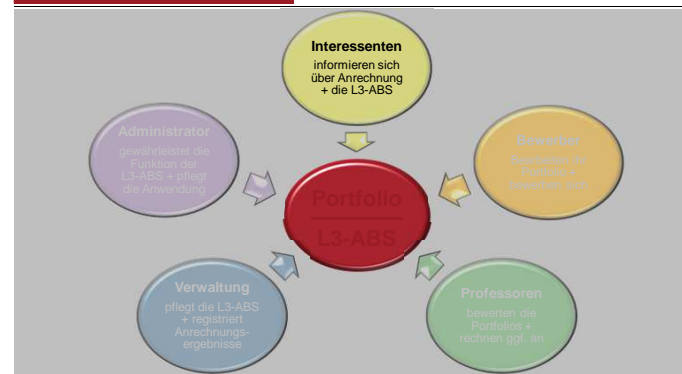 Interessenten
informieren sich
über Anrechnung
+ die L3-ABS
Administrator
gewährleistet die
Funktion der
L3-ABS + pflegt
die Anwendung
Bewerber
Portfolio
L3-ABS
Verwaltung
pflegt die L3-ABS
+ registriert
Anrechnungs-
ergebnisse
Professoren
bewerten die
Portfolios +
rechnen ggf. an